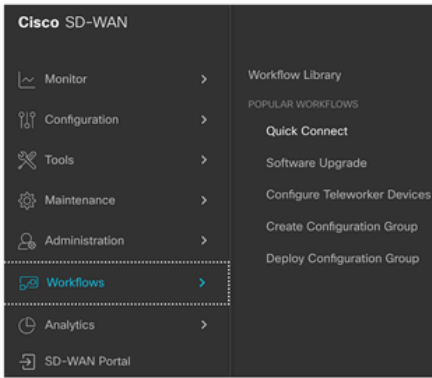 Cisco SD-WAN
Monitor
Configuration
Tools
Maintenance
Administration
Workflows
Analytics
SD-WAN Portal
Workflow Library
POPULAR WORKFLOWS
Quick Connect
Software Upgrade
Configure Teleworker Devices
Create Configuration Group
Deploy Configuration Group